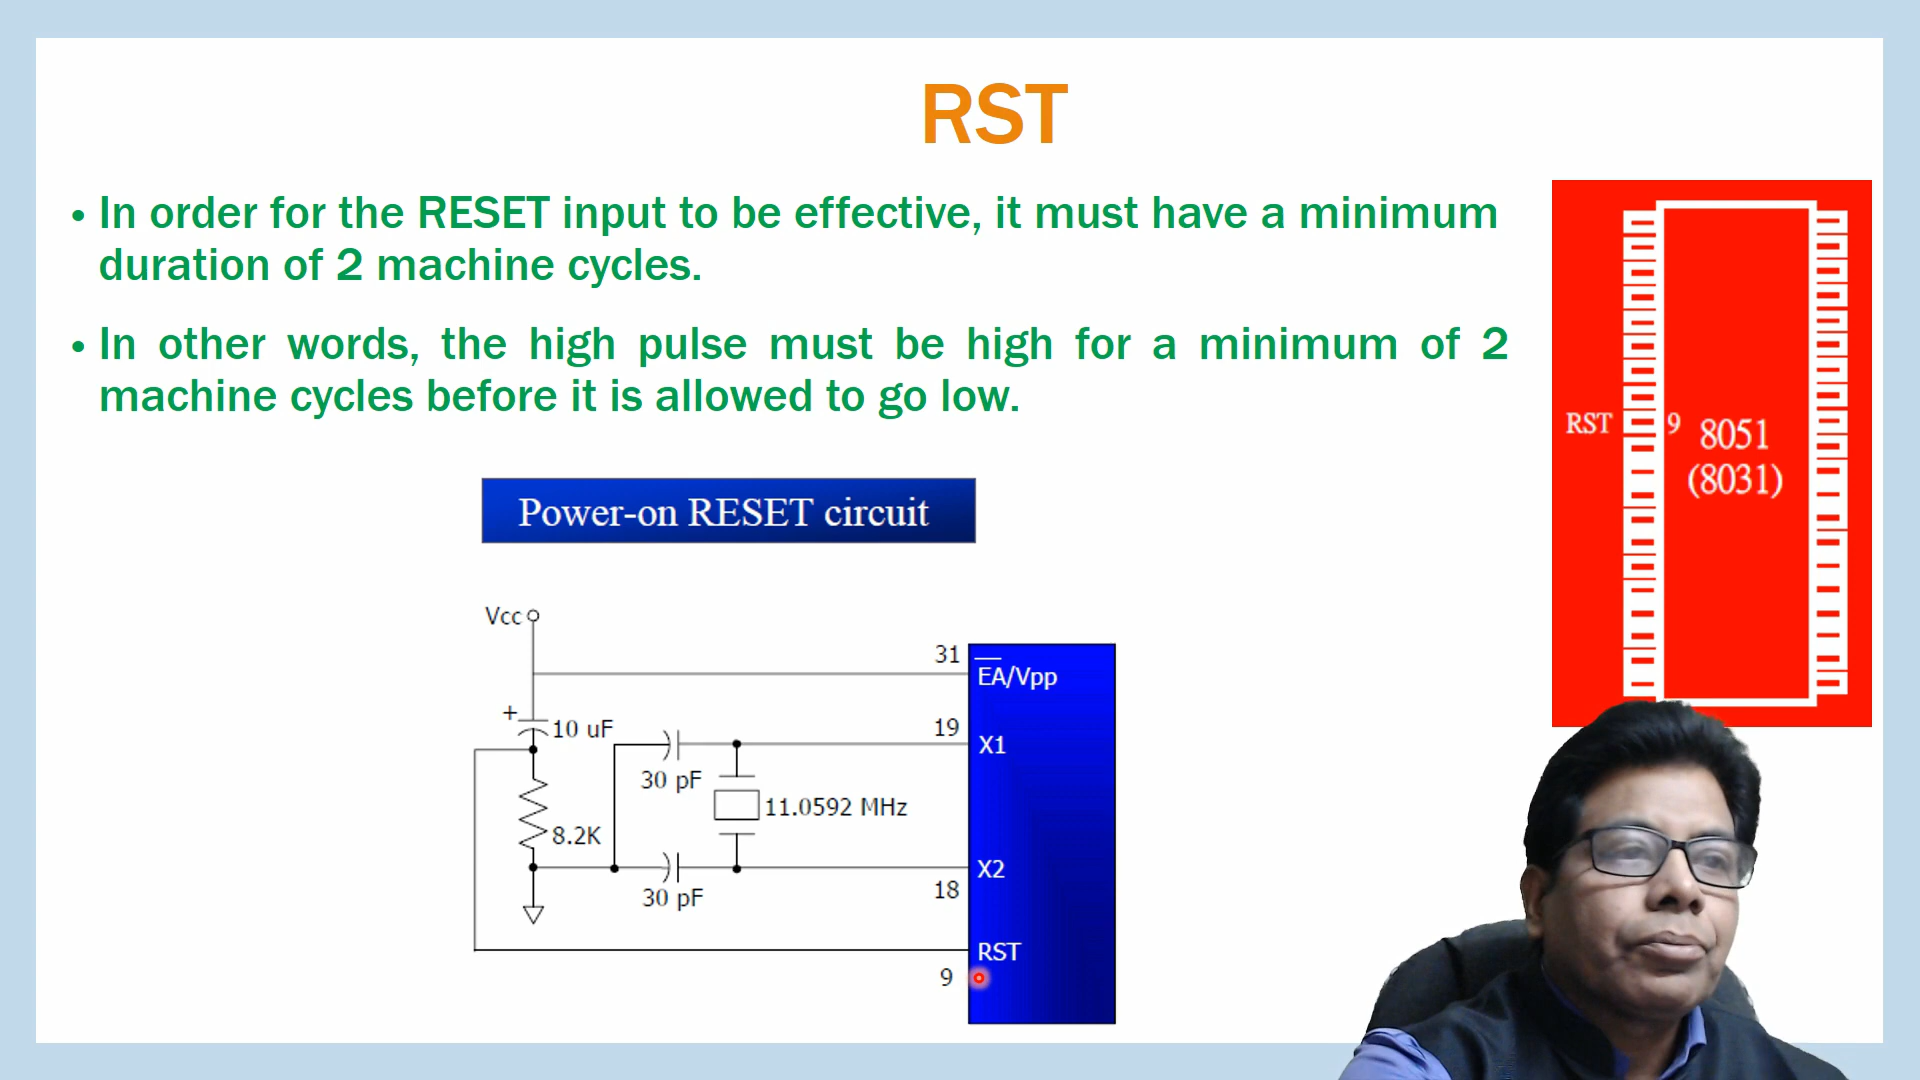 RST
• In order for the RESET input to be effective, it must have a minimum
duration of 2 machine cycles.
• In other words, the high pulse must be high for a minimum of 2
machine cycles before it is allowed to go low.
RST
9
8051
(8031)
Power-on RESET circuit
Vcc
31
EA/Vpp
+
10 uF
19
X1
30 pF
11.0592 MHz
8.2K
X2
30 pF
18
RST
9